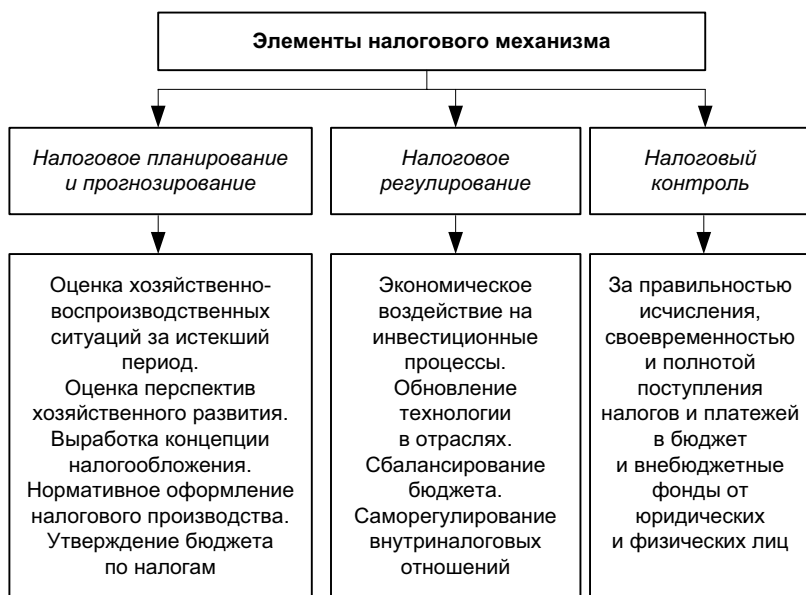 Элементы налогового механизма
Налоговое планирование
и прогнозирование
Налоговое
регулирование
Налоговый
контроль
Оценка хозяйственно-
воспроизводственных
ситуаций за истекший
период.
Оценка перспектив
хозяйственного развития.
Выработка концепции
налогообложения.
Нормативное оформление
налогового производства.
Утверждение бюджета
по налогам
Экономическое
воздействие на
инвестиционные
процессы.
Обновление
технологии
в отраслях.
Сбалансирование
бюджета.
Саморегулирование
внутриналоговых
отношений
За правильностью
исчисления,
своевременностью
и полнотой
поступления
налогов и платежей
в бюджет
и внебюджетные
фонды от
юридических
и физических лиц